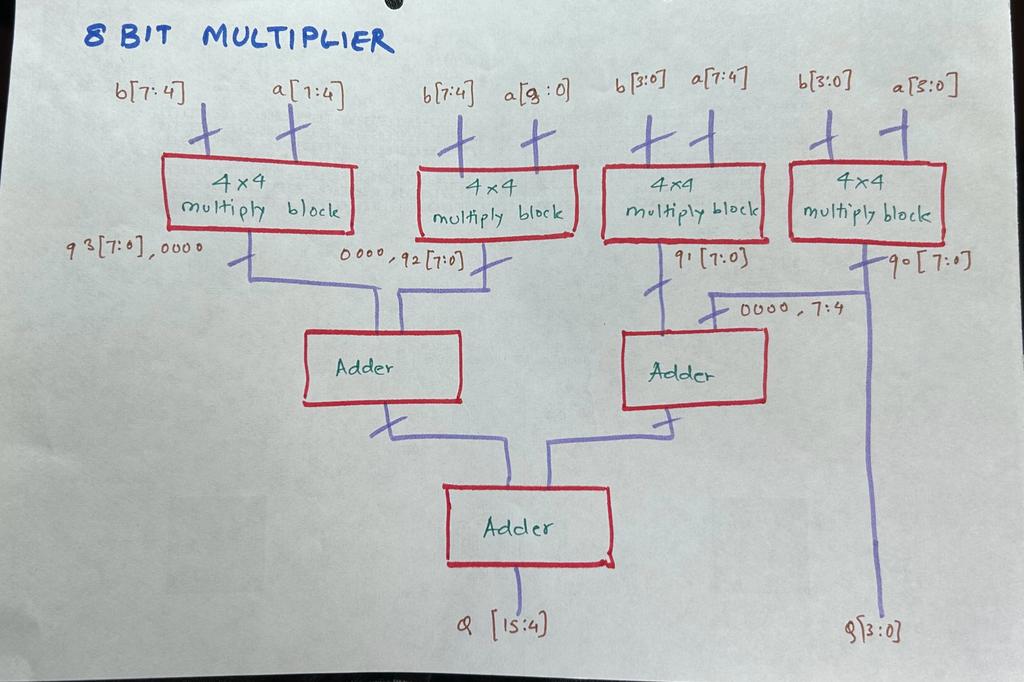 8 BIT MULTIPLIER
b[7:4] a[7:4] b[7:4] a[3:0] b[3:0] a[7:4] b[3:0] a[3:0]
4x4 multiply block
4x4 multiply block
4x4 multiply block
4x4 multiply block
q3[7:0],0000 0000,q2[7:0] q1[7:0] q0[7:0]
0000,7:4
Adder Adder
Adder
Q [15:4] Q[3:0]